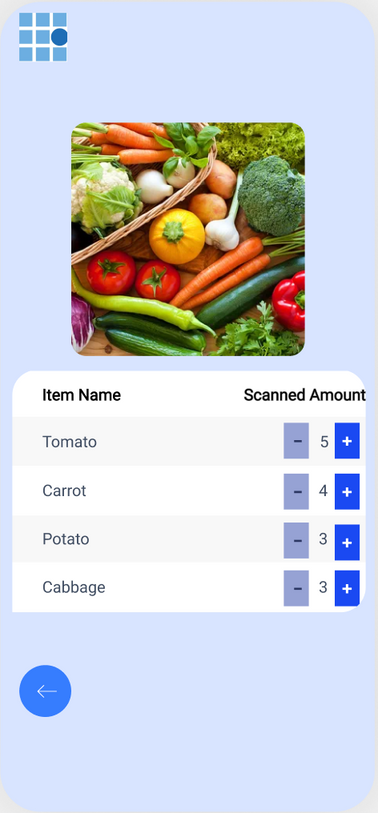 Item Name Scanned Amount
Tomato - 5 +
Carrot - 4 +
Potato - 3 +
Cabbage - 3 +